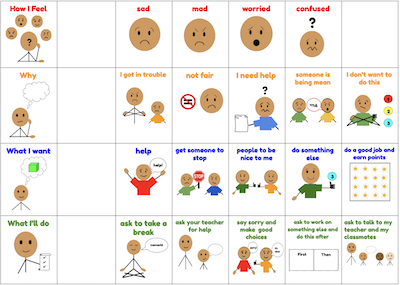 How I Feel
sad
mad
worried
confused
?
?
Why
I got in trouble
not fair
I need help
someone is
being mean
I don't want to
do this
?
1
2
3
What I want
help
get someone to
stop
people to be
nice to me
do something
else
do a good job and
earn points
help!
STOP
3
What I'll do
ask to take a
break
ask your teacher
for help
say sorry and
make good
choices
ask to work on
something else and
do this after
ask to talk to my
teacher and my
classmates
First
Then